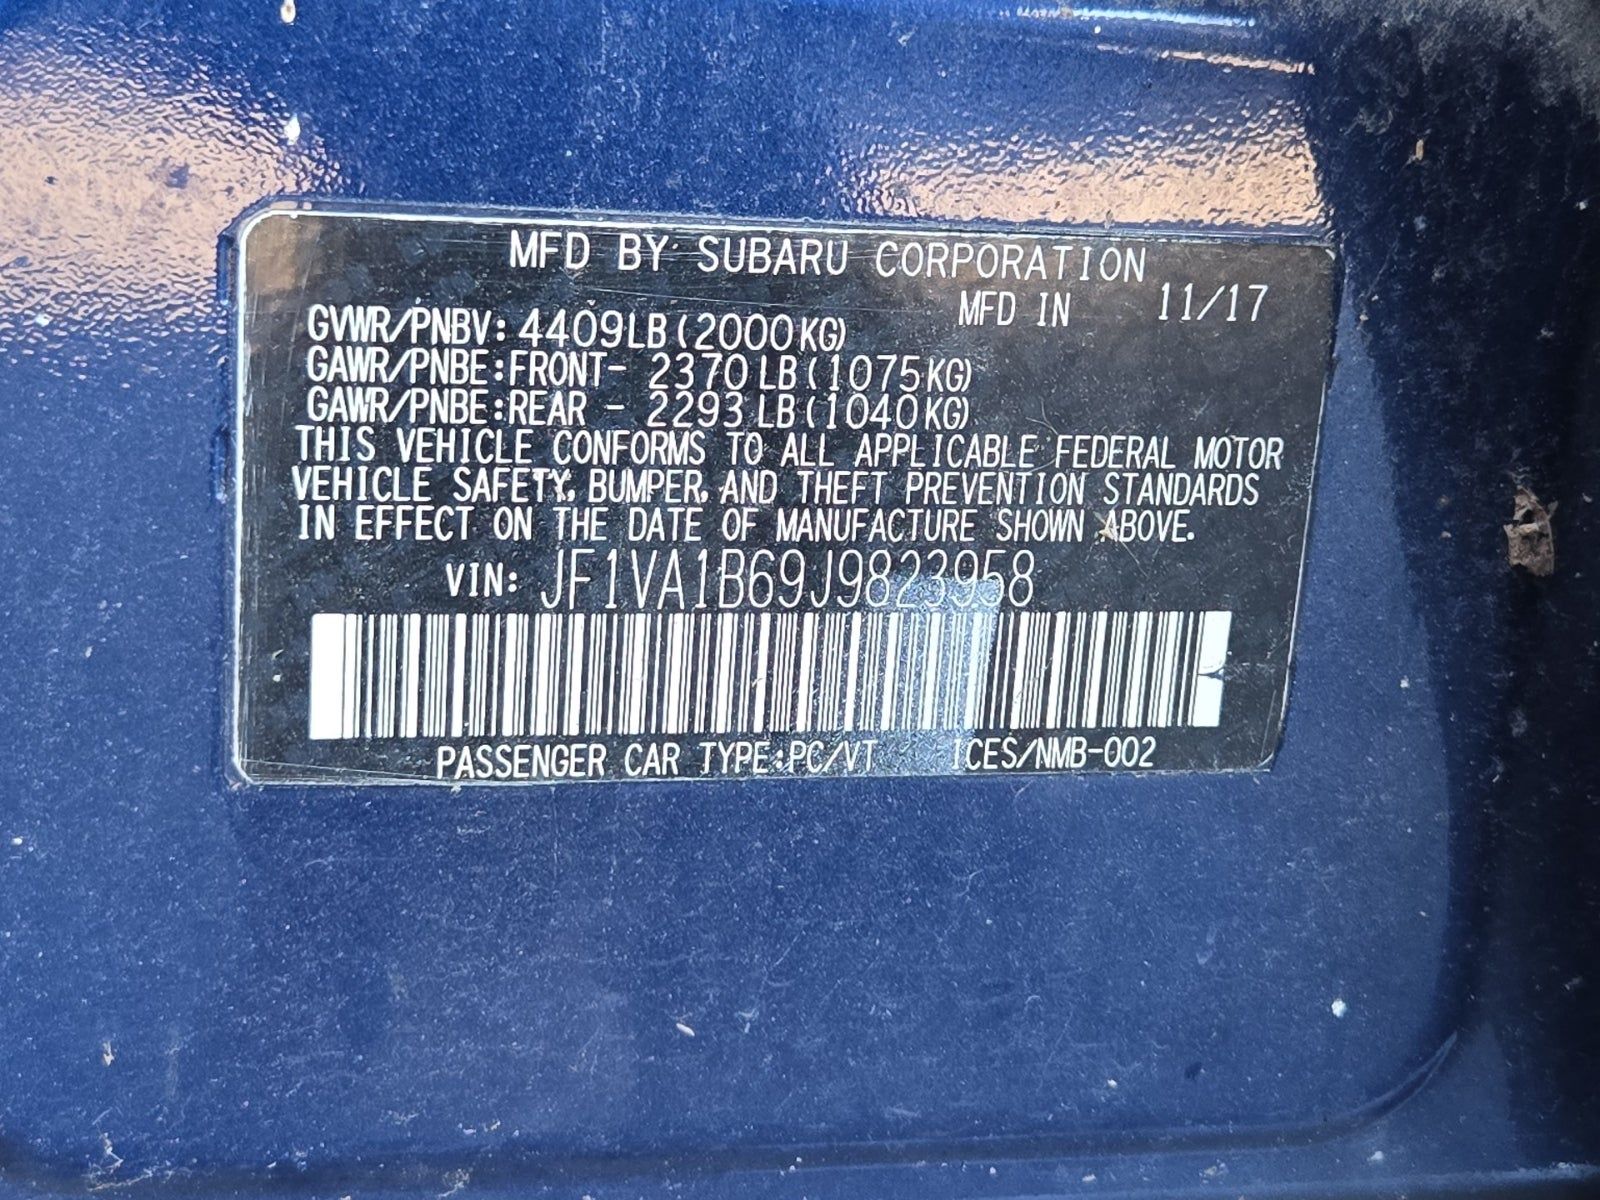 MFD BY SUBARU CORPORATION
MFD IN 11/17
GVWR/PNBV: 4409LB (2000KG)
GAWR/PNBE:FRONT- 2370LB (1075KG)
GAWR/PNBE:REAR - 2293LB (1040KG)
THIS VEHICLE CONFORMS TO ALL APPLICABLE FEDERAL MOTOR
VEHICLE SAFETY, BUMPER, AND THEFT PREVENTION STANDARDS
IN EFFECT ON THE DATE OF MANUFACTURE SHOWN ABOVE.
VIN: JF1VA1B69J9823958
PASSENGER CAR TYPE:PC/VT ICES/NMB-002